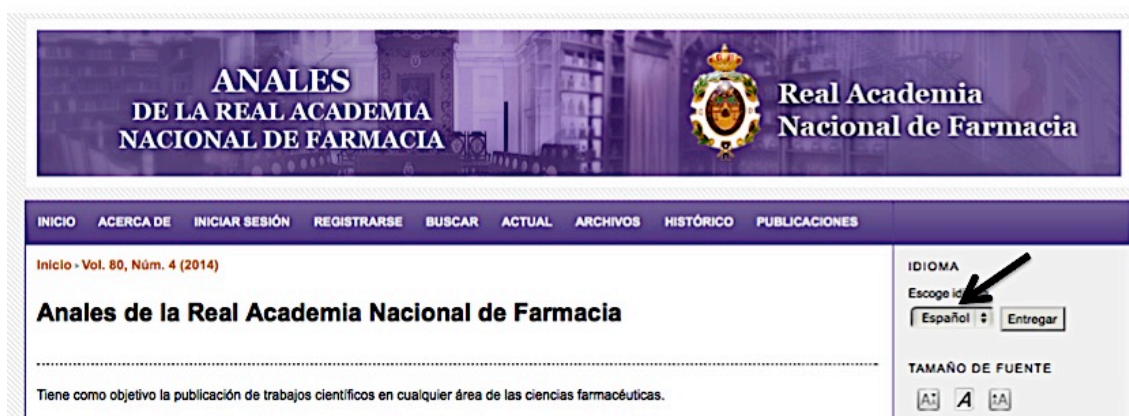 ANALES
DE LA REAL ACADEMIA
NACIONAL DE FARMACIA
Real Academia
Nacional de Farmacia
INICIO ACERCA DE INICIAR SESIÓN REGISTRARSE BUSCAR ACTUAL ARCHIVOS HISTÓRICO PUBLICACIONES
Inicio > Vol. 80, Núm. 4 (2014)
Anales de la Real Academia Nacional de Farmacia
Tiene como objetivo la publicación de trabajos científicos en cualquier área de las ciencias farmacéuticas.
IDIOMA
Escoge
Español Entregar
TAMAÑO DE FUENTE
A A A